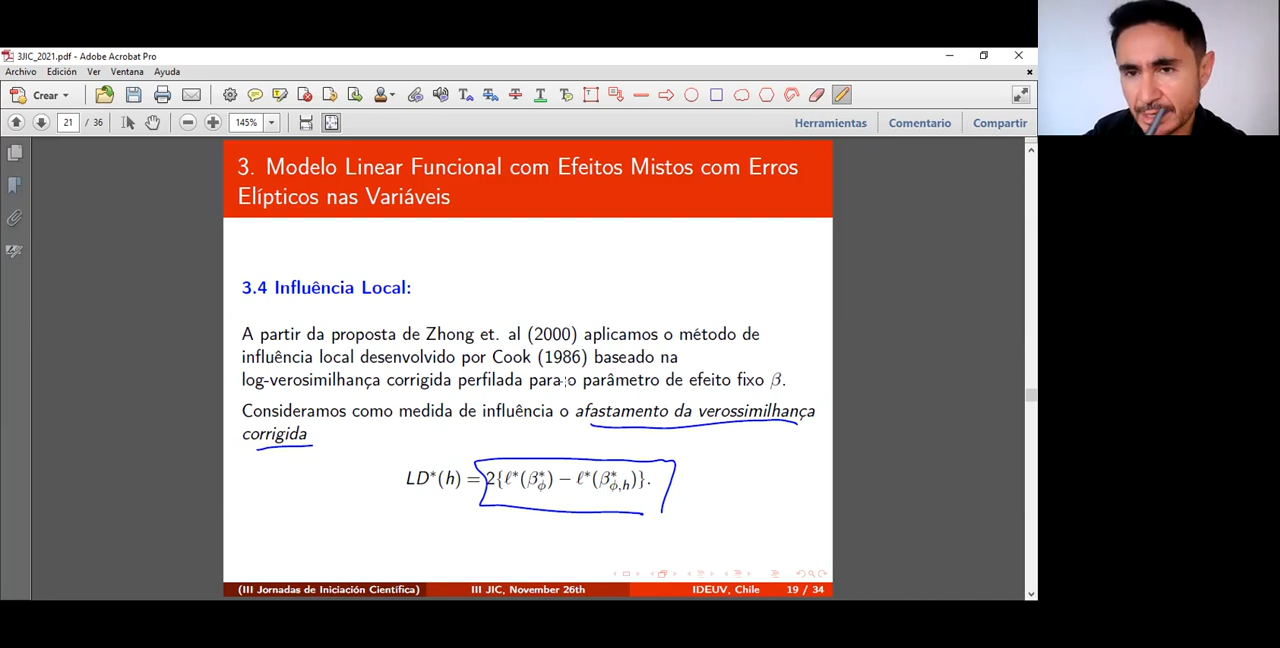 3JIC_2021.pdf - Adobe Acrobat Pro
Archivo Edición Ver Ventana Ayuda
Crear
21 / 36 145% Herramientas Comentario Compartir
3. Modelo Linear Funcional com Efeitos Mistos com Erros
Elípticos nas Variáveis
3.4 Influência Local:
A partir da proposta de Zhong et. al (2000) aplicamos o método de
influência local desenvolvido por Cook (1986) baseado na
log-verosimilhança corrigida perfilada para o parâmetro de efeito fixo β.
Consideramos como medida de influência o afastamento da verossimilhança
corrigida
LD*(h) = 2{ℓ*(β*_ϕ) − ℓ*(β*_ϕ,h)}.
(III Jornadas de Iniciación Científica) III JIC, November 26th IDEUV, Chile 19 / 34